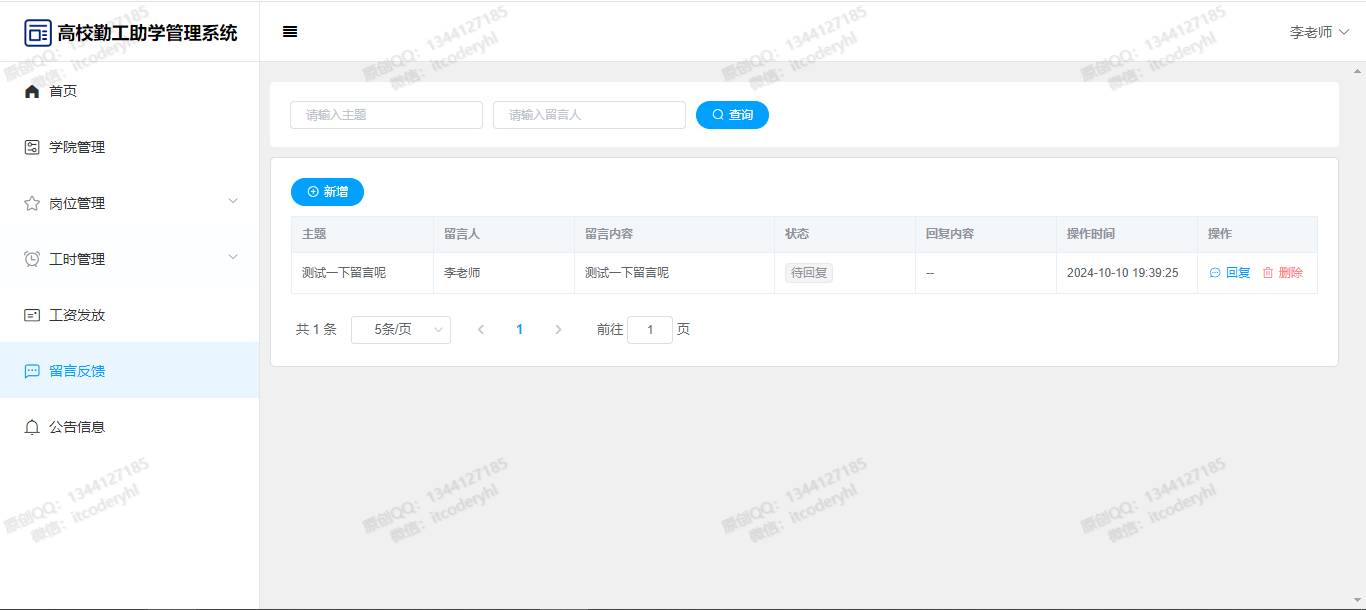 高校勤工助学管理系统
李老师
首页
学院管理
岗位管理
工时管理
工资发放
留言反馈
公告信息
请输入主题 请输入留言人 查询
新增
主题 留言人 留言内容 状态 回复内容 操作时间 操作
测试一下留言呢 李老师 测试一下留言呢 待回复 -- 2024-10-10 19:39:25 回复 删除
共 1 条 5条/页 1 前往 1 页
原创QQ：1344127185
微信：itcoderyhl
原创QQ：1344127185
微信：itcoderyhl
原创QQ：1344127185
微信：itcoderyhl
原创QQ：1344127185
微信：itcoderyhl
原创QQ：1344127185
微信：itcoderyhl
原创QQ：1344127185
微信：itcoderyhl
原创QQ：1344127185
微信：itcoderyhl
原创QQ：1344127185
微信：itcoderyhl